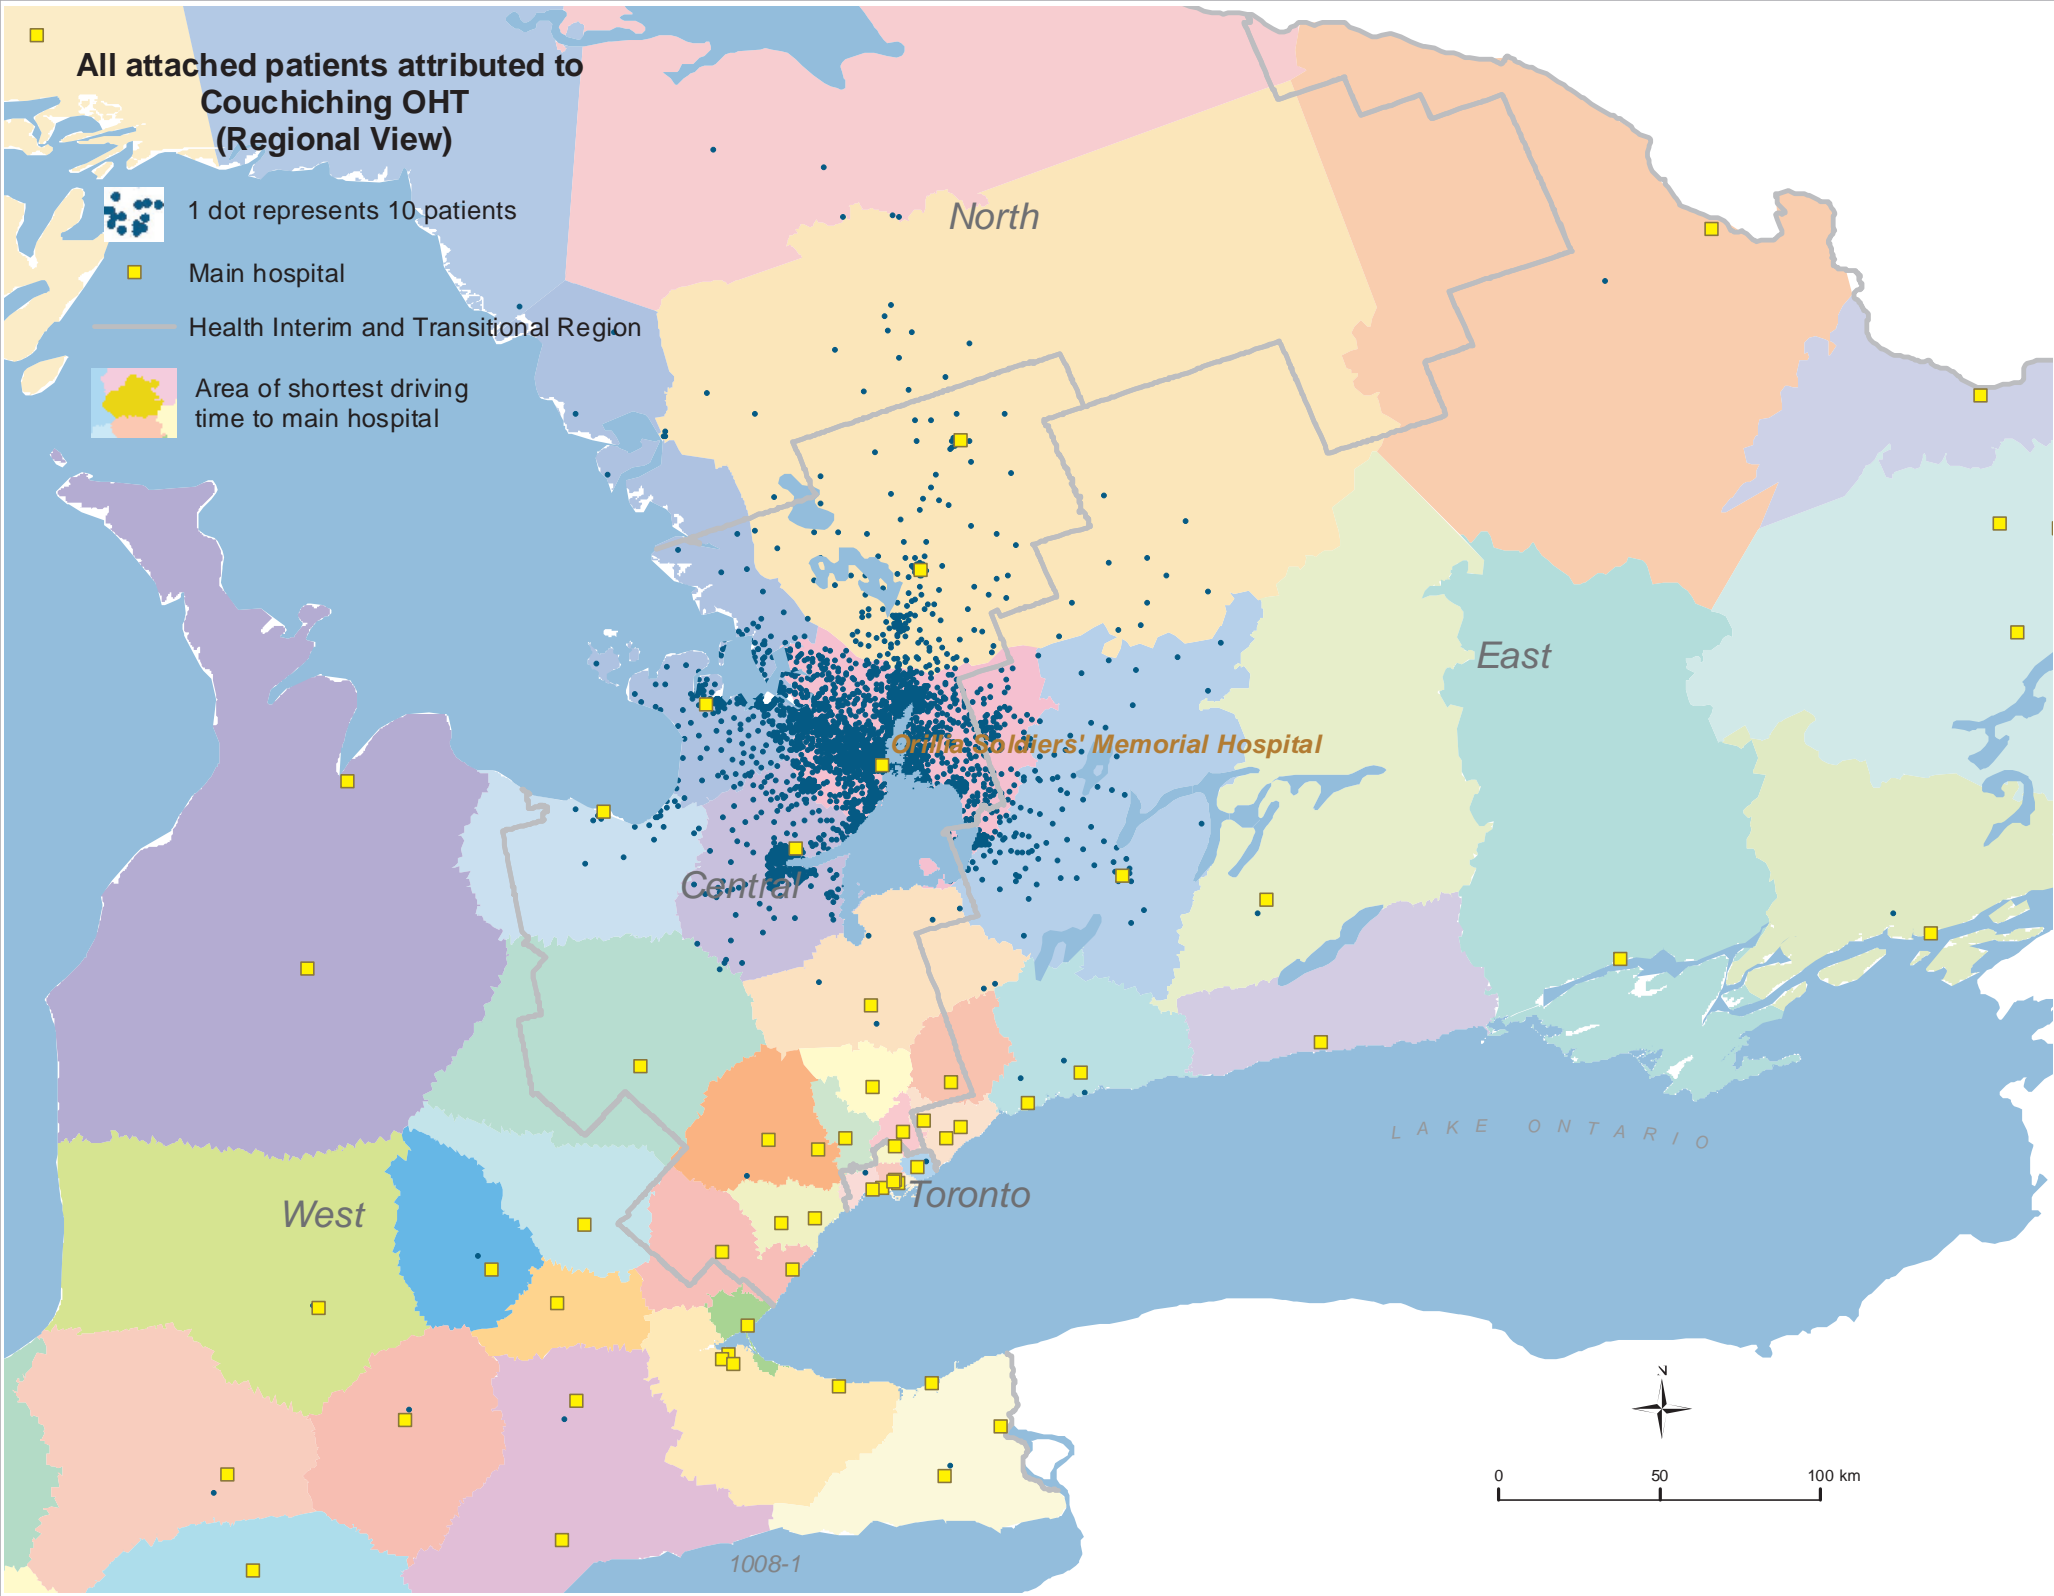 All attached patients attributed to
Couchiching OHT
(Regional View)
1 dot represents 10 patients
Main hospital
Health Interim and Transitional Region
Area of shortest driving
time to main hospital
North
East
Orillia Soldiers' Memorial Hospital
Central
LAKE ONTARIO
Toronto
West
N
0 50 100 km
1008-1